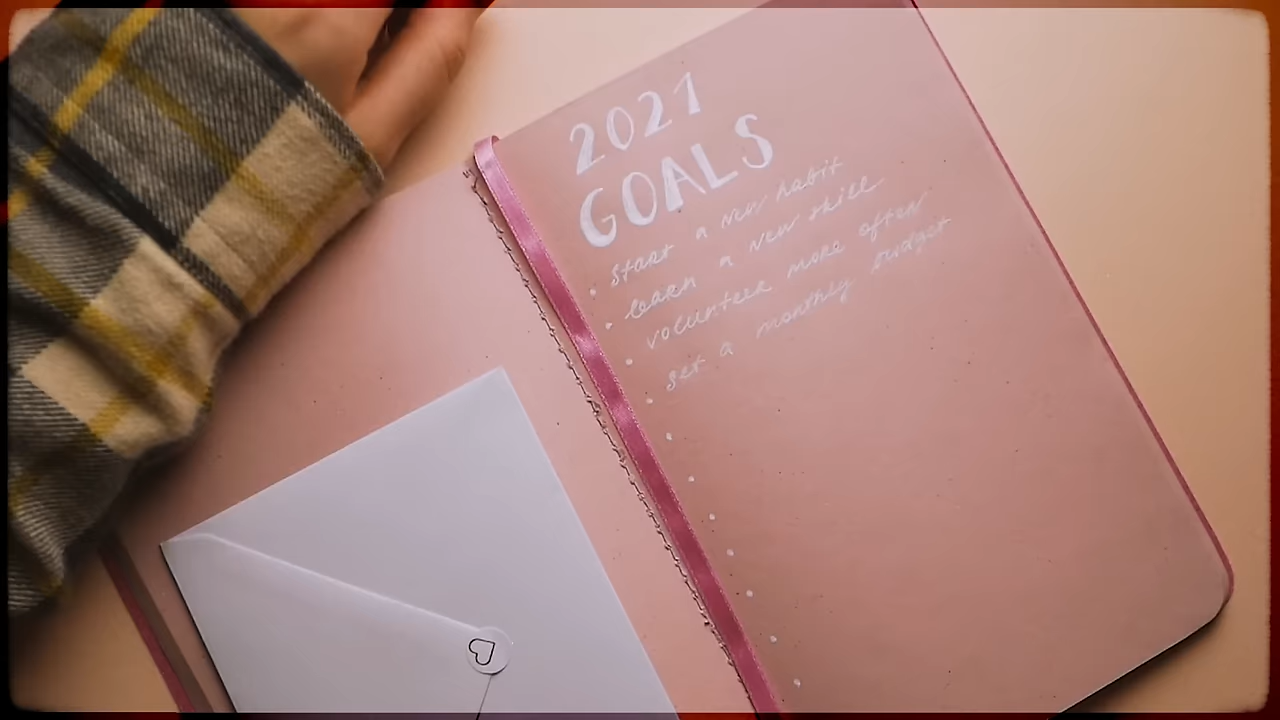 2021
GOALS
start a new habit
learn a new skill
volunteer more often
set a monthly budget